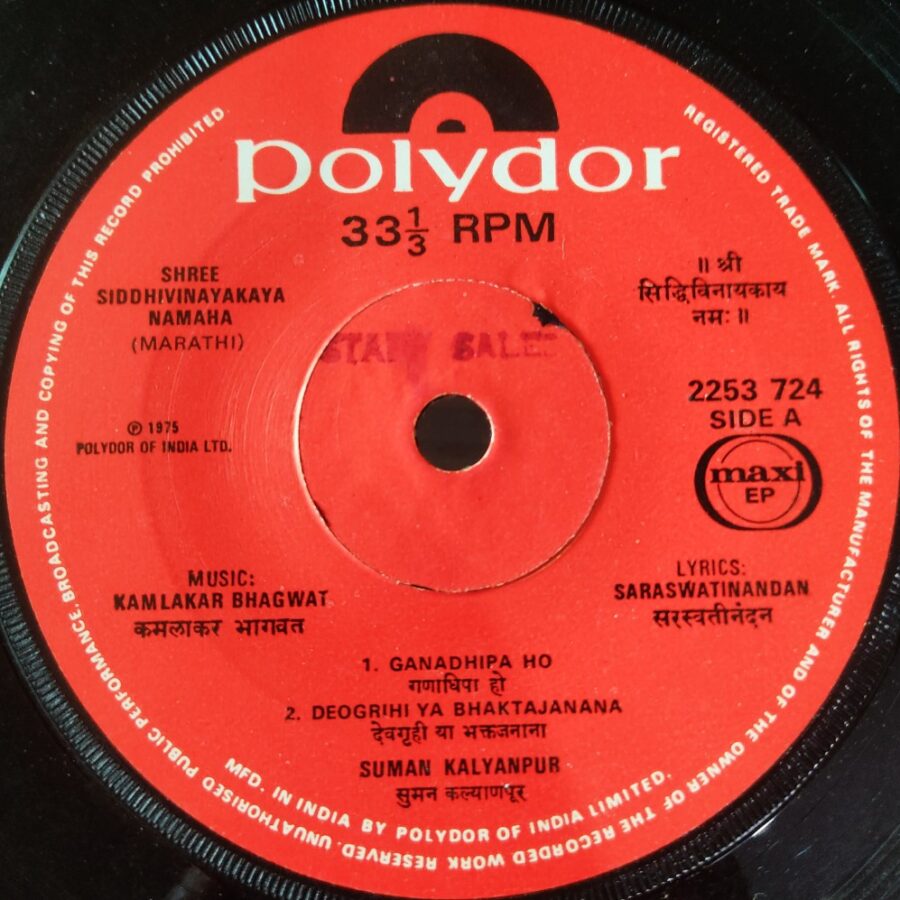 polydor
33⅓ RPM
SHREE
SIDDHIVINAYAKAYA
NAMAHA
(MARATHI)
॥ श्री
सिद्धिविनायकाय
नमः॥
STAFF SALES
℗ 1975
POLYDOR OF INDIA LTD.
2253 724
SIDE A
maxi
EP
MUSIC:
KAMLAKAR BHAGWAT
कमलाकर भागवत
LYRICS:
SARASWATINANDAN
सरस्वतीनंदन
1. GANADHIPA HO
गणाधिपा हो
2. DEOGRIHI YA BHAKTAJANANA
देवगृही या भक्तजनाना
SUMAN KALYANPUR
सुमन कल्याणपूर
MFD. IN INDIA BY POLYDOR OF INDIA LIMITED.
REGISTERED TRADE MARK. ALL RIGHTS OF THE MANUFACTURER AND OF THE OWNER OF THE RECORDED WORK RESERVED. UNAUTHORISED PUBLIC PERFORMANCE, BROADCASTING AND COPYING OF THIS RECORD PROHIBITED.